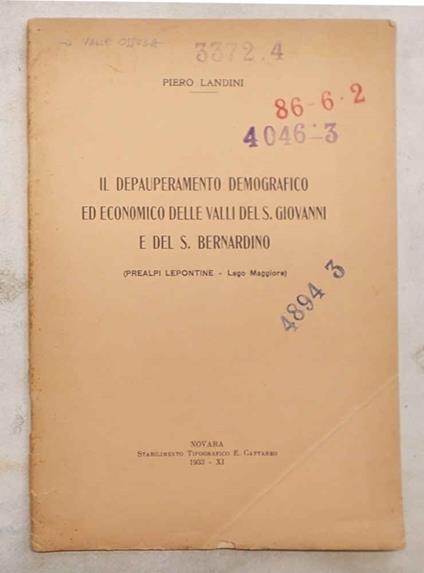 VALLE OSSOLA
3372.4
PIERO LANDINI
86-6-2
4046-3
IL DEPAUPERAMENTO DEMOGRAFICO
ED ECONOMICO DELLE VALLI DEL S. GIOVANNI
E DEL S. BERNARDINO
(PREALPI LEPONTINE - Lago Maggiore)
4894 3
NOVARA
STABILIMENTO TIPOGRAFICO E. CATTANEO
1933 - XI